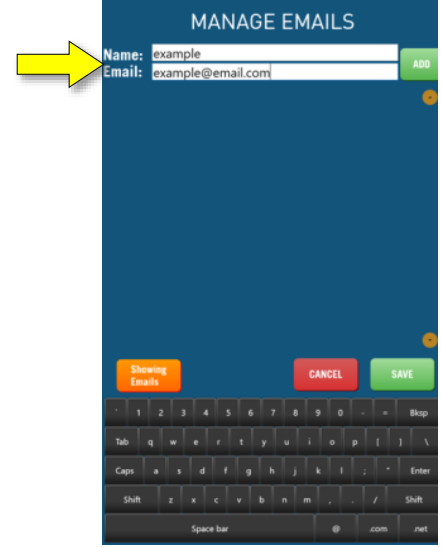 MANAGE EMAILS
Name: example
Email: example@email.com
ADD
Showing
Emails
CANCEL
SAVE
` 1 2 3 4 5 6 7 8 9 0 - = Bksp
Tab q w e r t y u i o p [ ] \
Caps a s d f g h j k l ; Enter
Shift z x c v b n m , . / Shift
Space bar @ .com .net